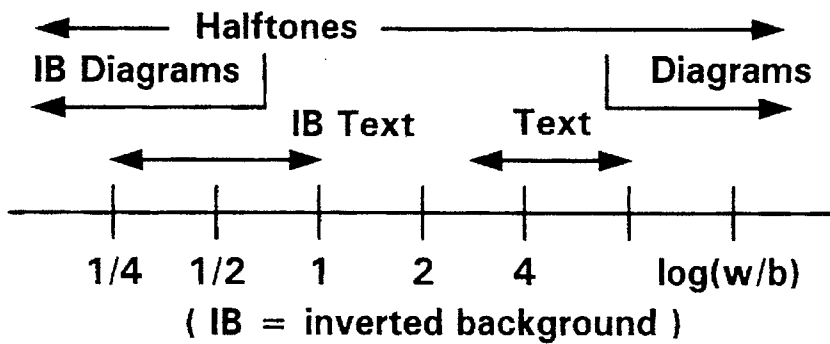 Halftones
IB Diagrams Diagrams
IB Text Text
1/4 1/2 1 2 4 log(w/b)
( IB = inverted background )